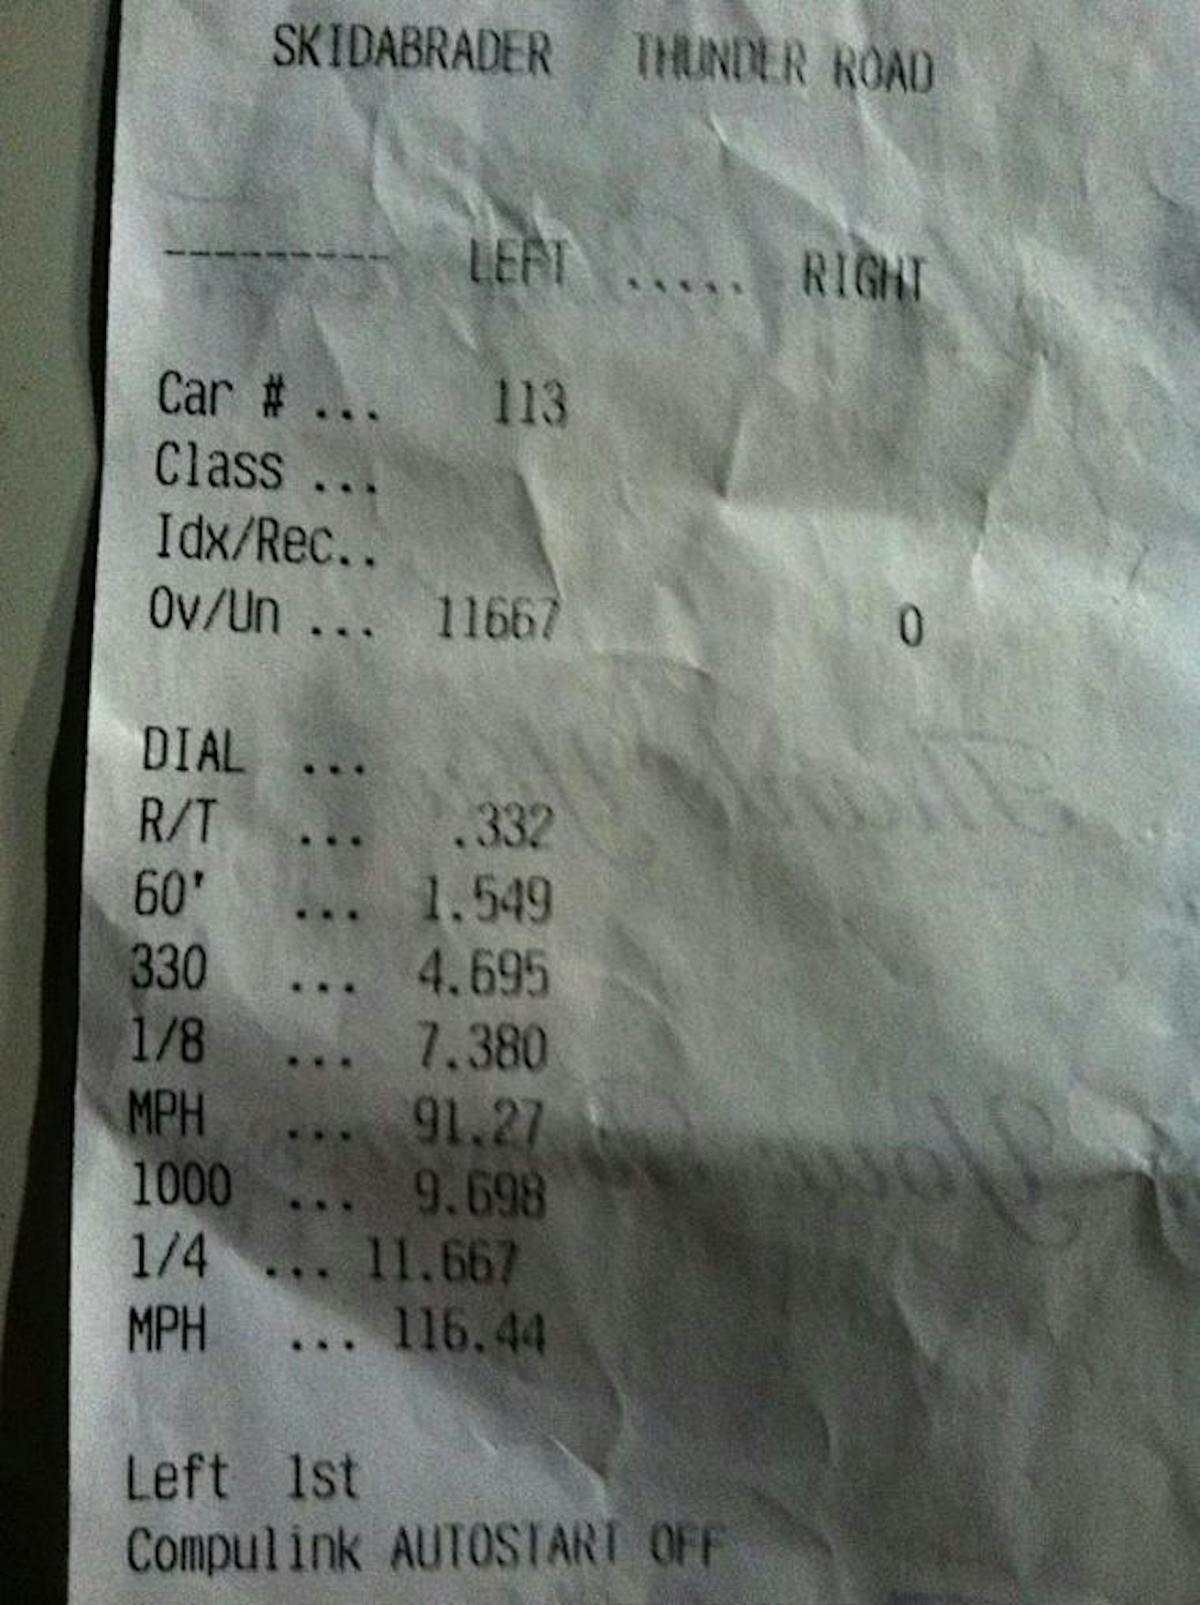 SKIDABRADER THUNDER ROAD
--------- LEFT ..... RIGHT
Car # ... 113
Class ...
Idx/Rec..
Ov/Un ... 11667 0
DIAL ...
R/T ... .332
60' ... 1.549
330 ... 4.695
1/8 ... 7.380
MPH ... 91.27
1000 ... 9.698
1/4 ... 11.667
MPH ... 116.44
Left 1st
Compulink AUTOSTART OFF